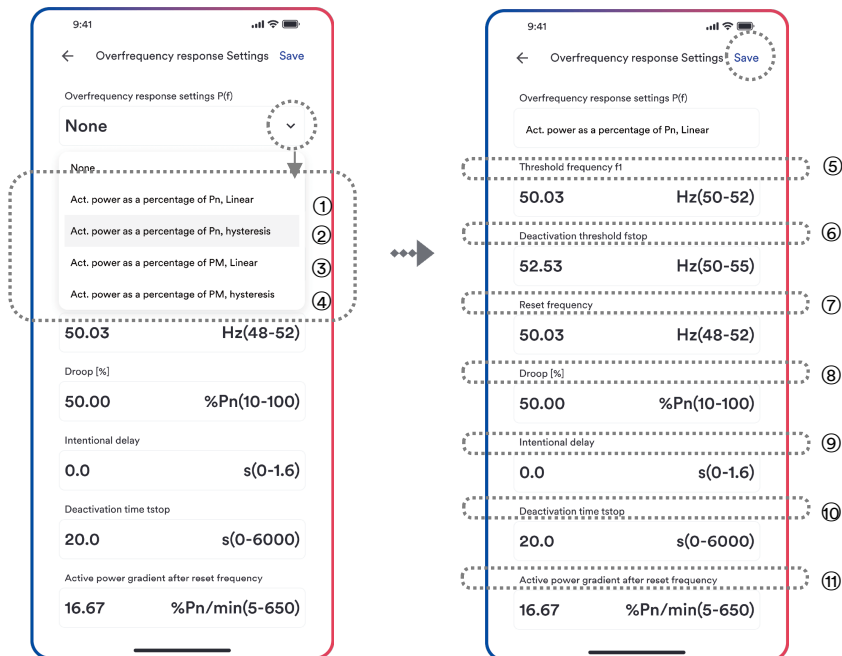 9:41
Overfrequency response Settings Save
Overfrequency response settings P(f)
None
None
Act. power as a percentage of Pn, Linear ①
Act. power as a percentage of Pn, hysteresis ②
Act. power as a percentage of PM, Linear ③
Act. power as a percentage of PM, hysteresis ④
50.03 Hz(48-52)
Droop [%]
50.00 %Pn(10-100)
Intentional delay
0.0 s(0-1.6)
Deactivation time tstop
20.0 s(0-6000)
Active power gradient after reset frequency
16.67 %Pn/min(5-650)
9:41
Overfrequency response Settings Save
Overfrequency response settings P(f)
Act. power as a percentage of Pn, Linear
Threshold frequency f1 ⑤
50.03 Hz(50-52)
Deactivation threshold fstop ⑥
52.53 Hz(50-55)
Reset frequency ⑦
50.03 Hz(48-52)
Droop [%] ⑧
50.00 %Pn(10-100)
Intentional delay ⑨
0.0 s(0-1.6)
Deactivation time tstop ⑩
20.0 s(0-6000)
Active power gradient after reset frequency ⑪
16.67 %Pn/min(5-650)